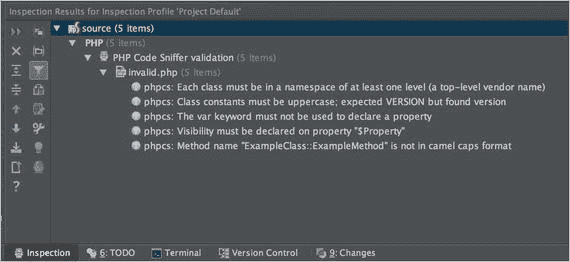 Inspection Results for Inspection Profile 'Project Default'
source (5 items)
PHP (5 items)
PHP Code Sniffer validation (5 items)
invalid.php (5 items)
phpcs: Each class must be in a namespace of at least one level (a top-level vendor name)
phpcs: Class constants must be uppercase; expected VERSION but found version
phpcs: The var keyword must not be used to declare a property
phpcs: Visibility must be declared on property "$Property"
phpcs: Method name "ExampleClass::ExampleMethod" is not in camel caps format
Inspection 6: TODO Terminal Version Control 9: Changes